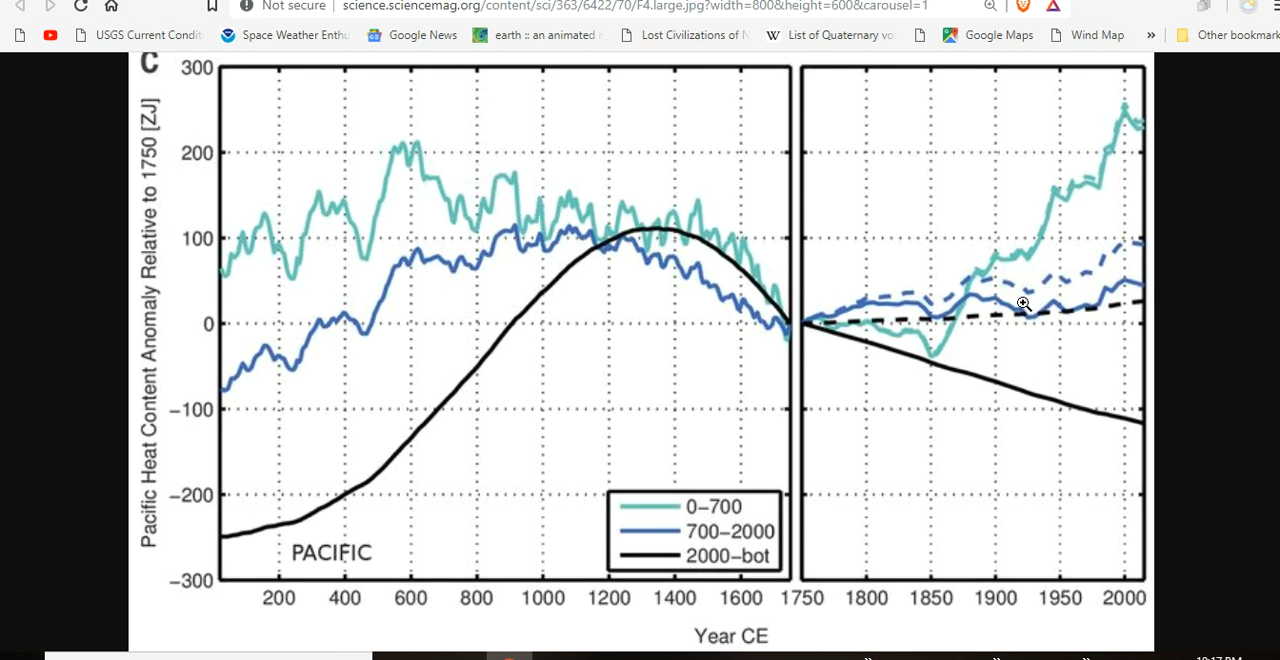 Not secure | science.sciencemag.org/content/sci/363/6422/70/F4.large.jpg?width=800&height=600&carousel=1
USGS Current Condit Space Weather Enthu Google News earth :: an animated Lost Civilizations of N W List of Quaternary vo Google Maps Wind Map » Other bookmark
C
Pacific Heat Content Anomaly Relative to 1750 [ZJ]
300
200
100
0
−100
−200
−300
PACIFIC
0−700
700−2000
2000−bot
200 400 600 800 1000 1200 1400 1600 1750 1800 1850 1900 1950 2000
Year CE